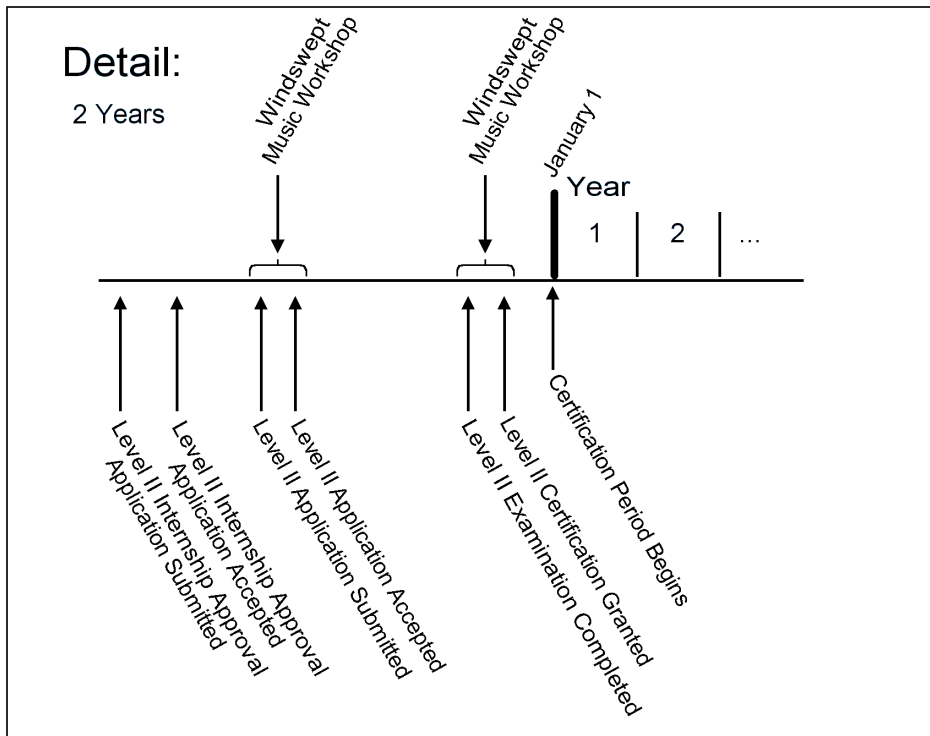 Detail:
2 Years
Windswept
Music Workshop
Windswept
Music Workshop
January 1
Year
1
2
...
Level II Internship Approval
Application Submitted
Level II Internship Approval
Application Accepted
Level II Application Submitted
Level II Application Accepted
Level II Examination Completed
Level II Certification Granted
Certification Period Begins